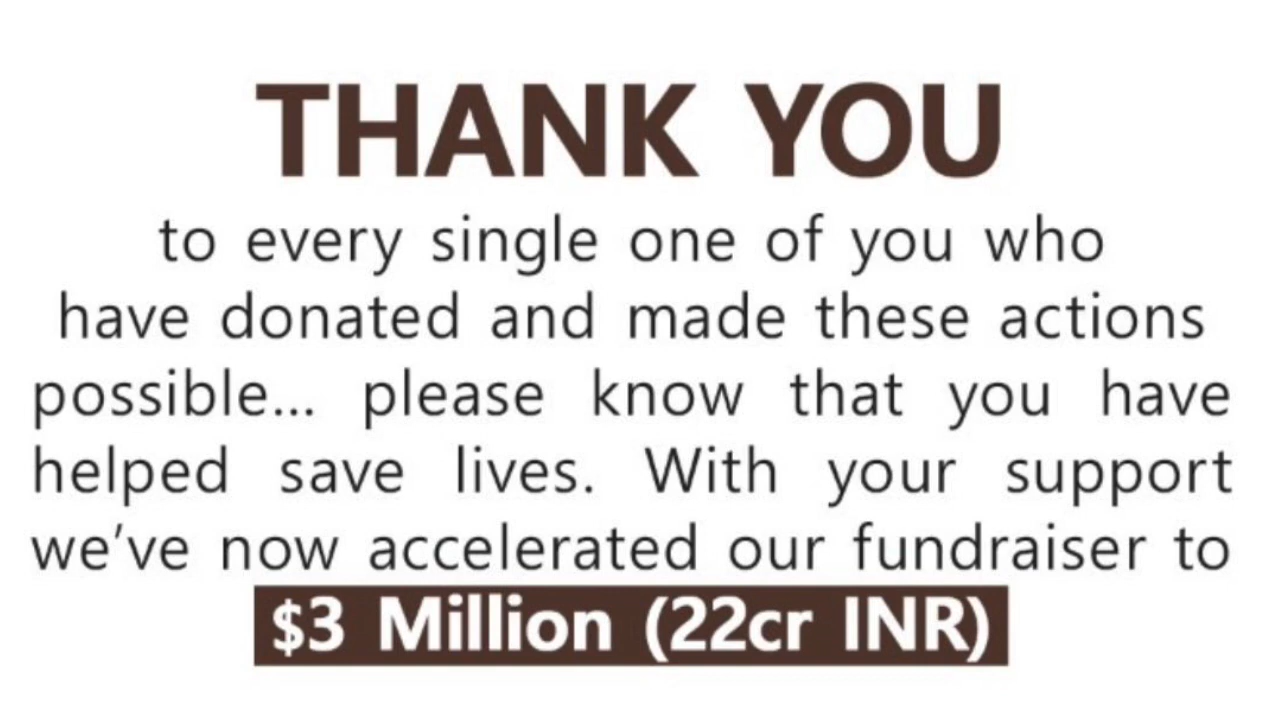 THANK YOU
to every single one of you who
have donated and made these actions
possible... please know that you have
helped save lives. With your support
we've now accelerated our fundraiser to
$3 Million (22cr INR)